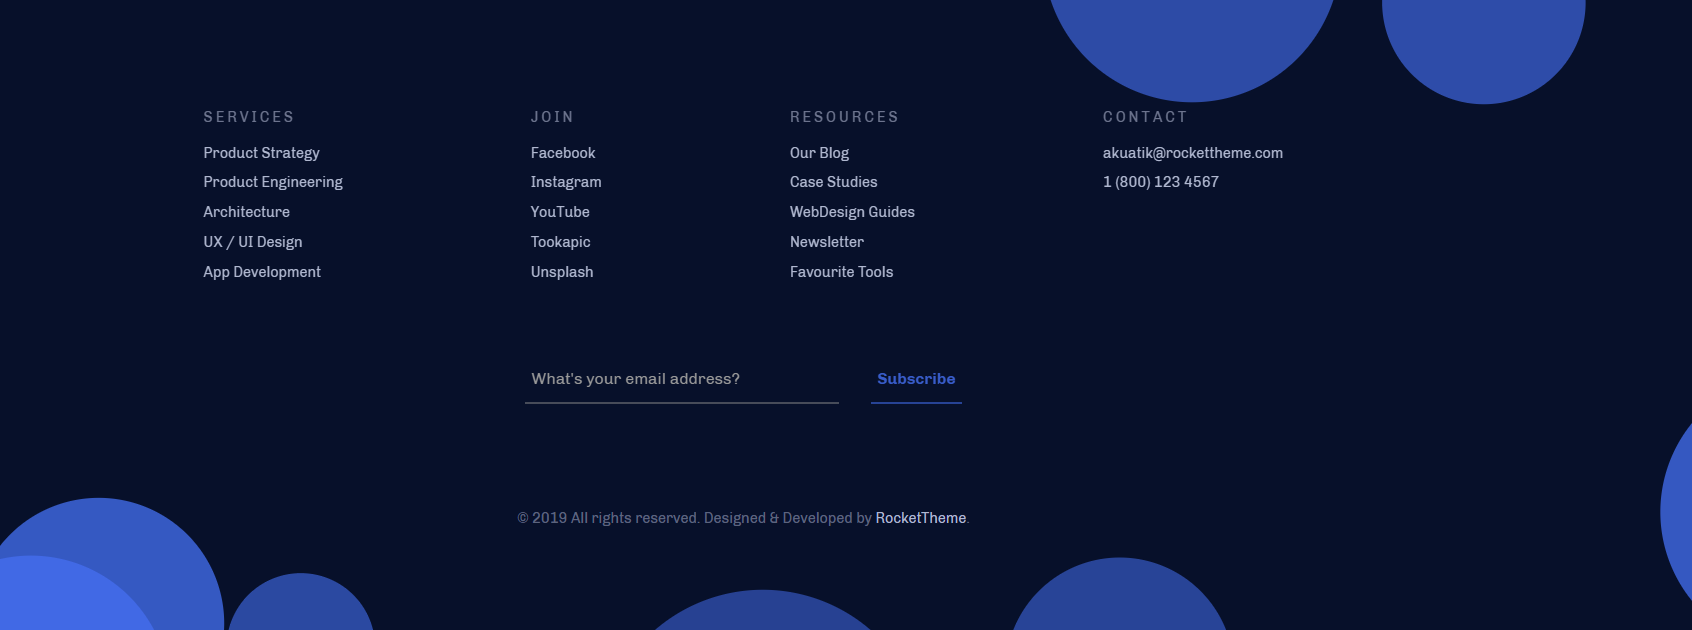 SERVICES
Product Strategy
Product Engineering
Architecture
UX / UI Design
App Development
JOIN
Facebook
Instagram
YouTube
Tookapic
Unsplash
RESOURCES
Our Blog
Case Studies
WebDesign Guides
Newsletter
Favourite Tools
CONTACT
akuatik@rockettheme.com
1 (800) 123 4567
What's your email address?
Subscribe
© 2019 All rights reserved. Designed & Developed by RocketTheme.